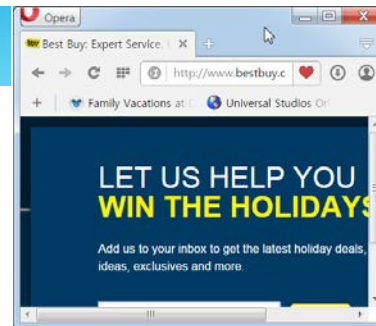 Opera
Best Buy: Expert Service.
http://www.bestbuy.c
Family Vacations at
Universal Studios Orl
LET US HELP YOU
WIN THE HOLIDAYS
Add us to your inbox to get the latest holiday deals,
ideas, exclusives and more.